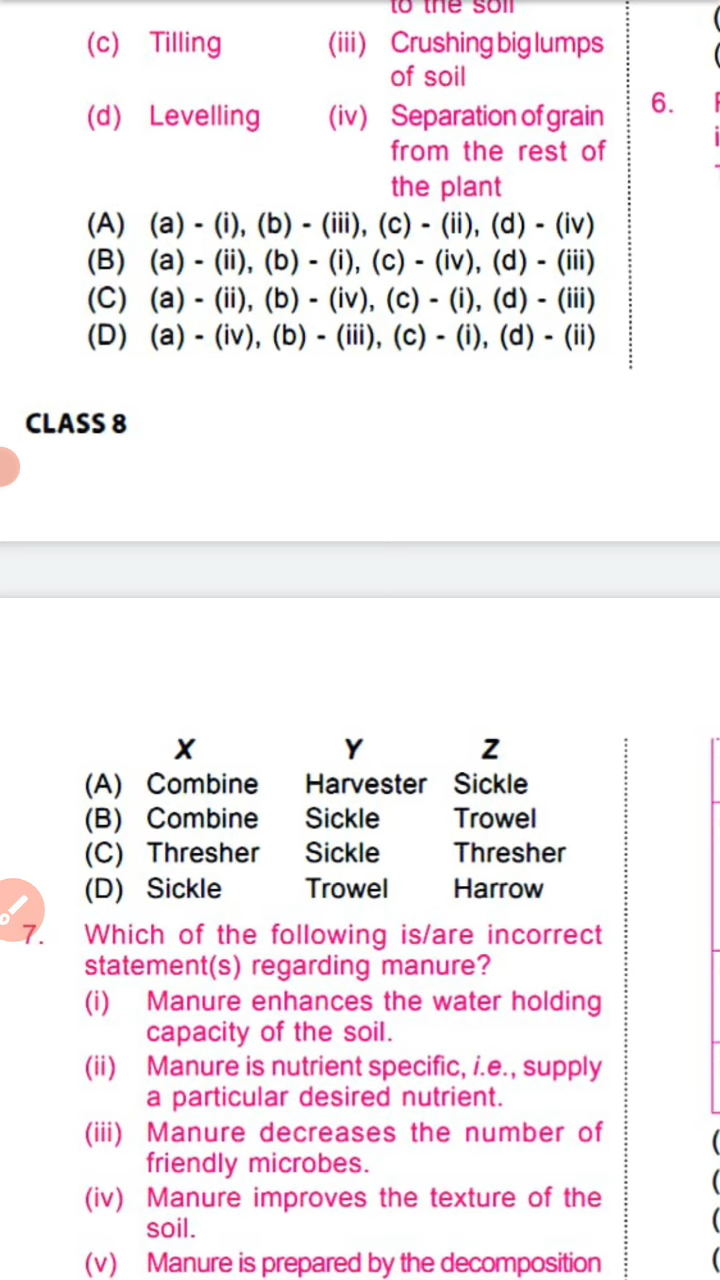 to the soil
(c) Tilling (iii) Crushing big lumps
of soil
(d) Levelling (iv) Separation of grain
from the rest of
the plant
(A) (a) - (i), (b) - (iii), (c) - (ii), (d) - (iv)
(B) (a) - (ii), (b) - (i), (c) - (iv), (d) - (iii)
(C) (a) - (ii), (b) - (iv), (c) - (i), (d) - (iii)
(D) (a) - (iv), (b) - (iii), (c) - (i), (d) - (ii)
6.
CLASS 8
X Y Z
(A) Combine Harvester Sickle
(B) Combine Sickle Trowel
(C) Thresher Sickle Thresher
(D) Sickle Trowel Harrow
7. Which of the following is/are incorrect
statement(s) regarding manure?
(i) Manure enhances the water holding
capacity of the soil.
(ii) Manure is nutrient specific, i.e., supply
a particular desired nutrient.
(iii) Manure decreases the number of
friendly microbes.
(iv) Manure improves the texture of the
soil.
(v) Manure is prepared by the decomposition